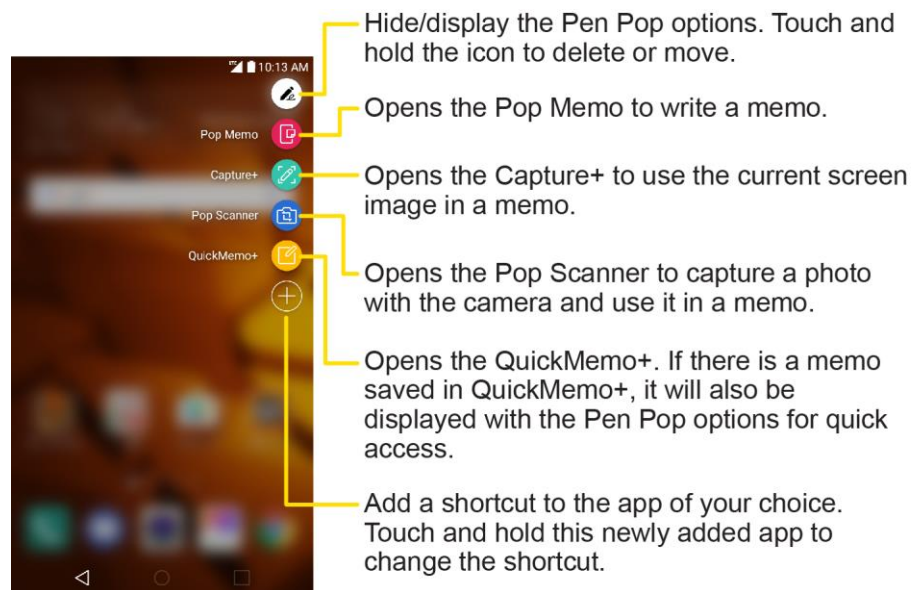 Hide/display the Pen Pop options. Touch and
hold the icon to delete or move.
10:13 AM
Opens the Pop Memo to write a memo.
Pop Memo
Capture+
Opens the Capture+ to use the current screen
image in a memo.
Pop Scanner
QuickMemo+
Opens the Pop Scanner to capture a photo
with the camera and use it in a memo.
Opens the QuickMemo+. If there is a memo
saved in QuickMemo+, it will also be
displayed with the Pen Pop options for quick
access.
Add a shortcut to the app of your choice.
Touch and hold this newly added app to
change the shortcut.